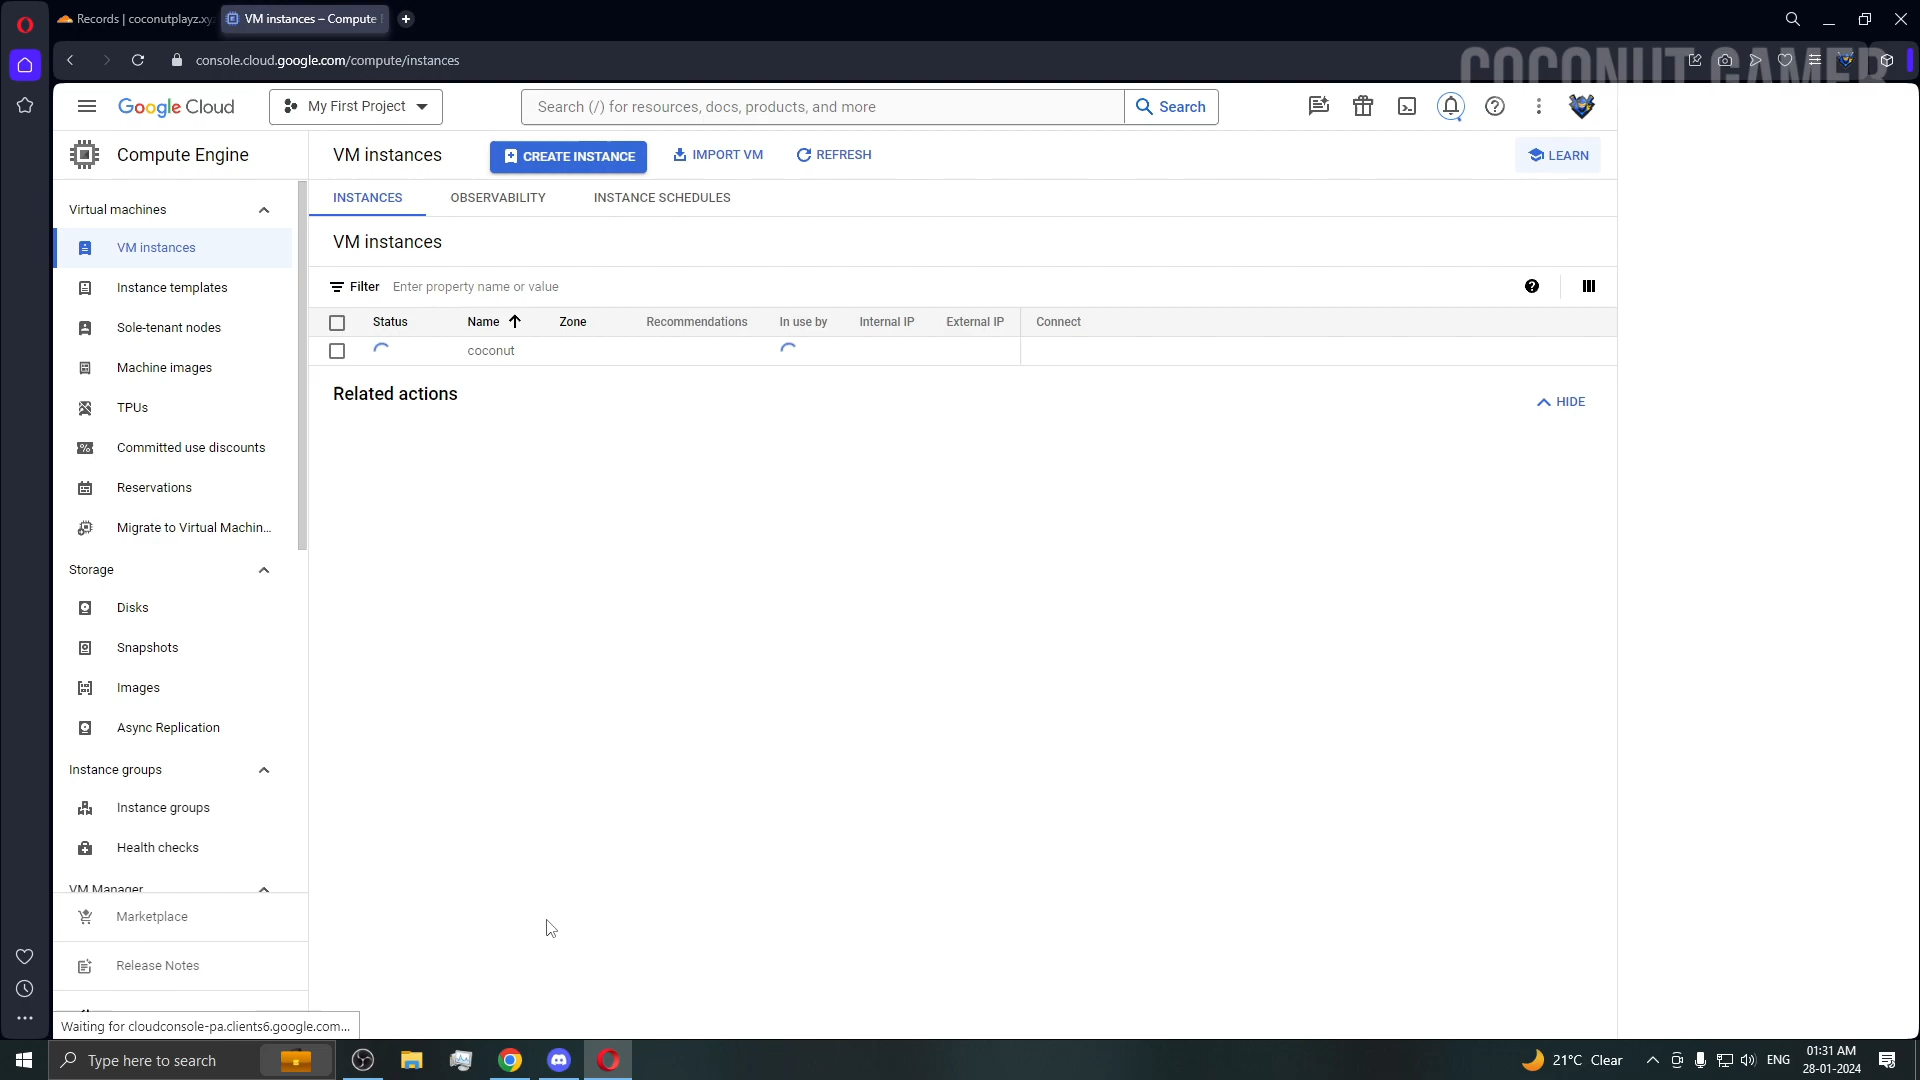 Records | coconutplayz.xyz
VM instances – Compute E
COCONUT GAMER
console.cloud.google.com/compute/instances
Google Cloud
My First Project
Search (/) for resources, docs, products, and more
Search
Compute Engine
VM instances
CREATE INSTANCE
IMPORT VM
REFRESH
LEARN
INSTANCES
OBSERVABILITY
INSTANCE SCHEDULES
Virtual machines
VM instances
Instance templates
Sole-tenant nodes
Machine images
TPUs
Committed use discounts
Reservations
Migrate to Virtual Machin...
Storage
Disks
Snapshots
Images
Async Replication
Instance groups
Instance groups
Health checks
VM Manager
Marketplace
Release Notes
VM instances
Filter Enter property name or value
Status Name Zone Recommendations In use by Internal IP External IP Connect
coconut
Related actions
HIDE
Waiting for cloudconsole-pa.clients6.google.com...
Type here to search
21°C Clear
ENG
01:31 AM
28-01-2024